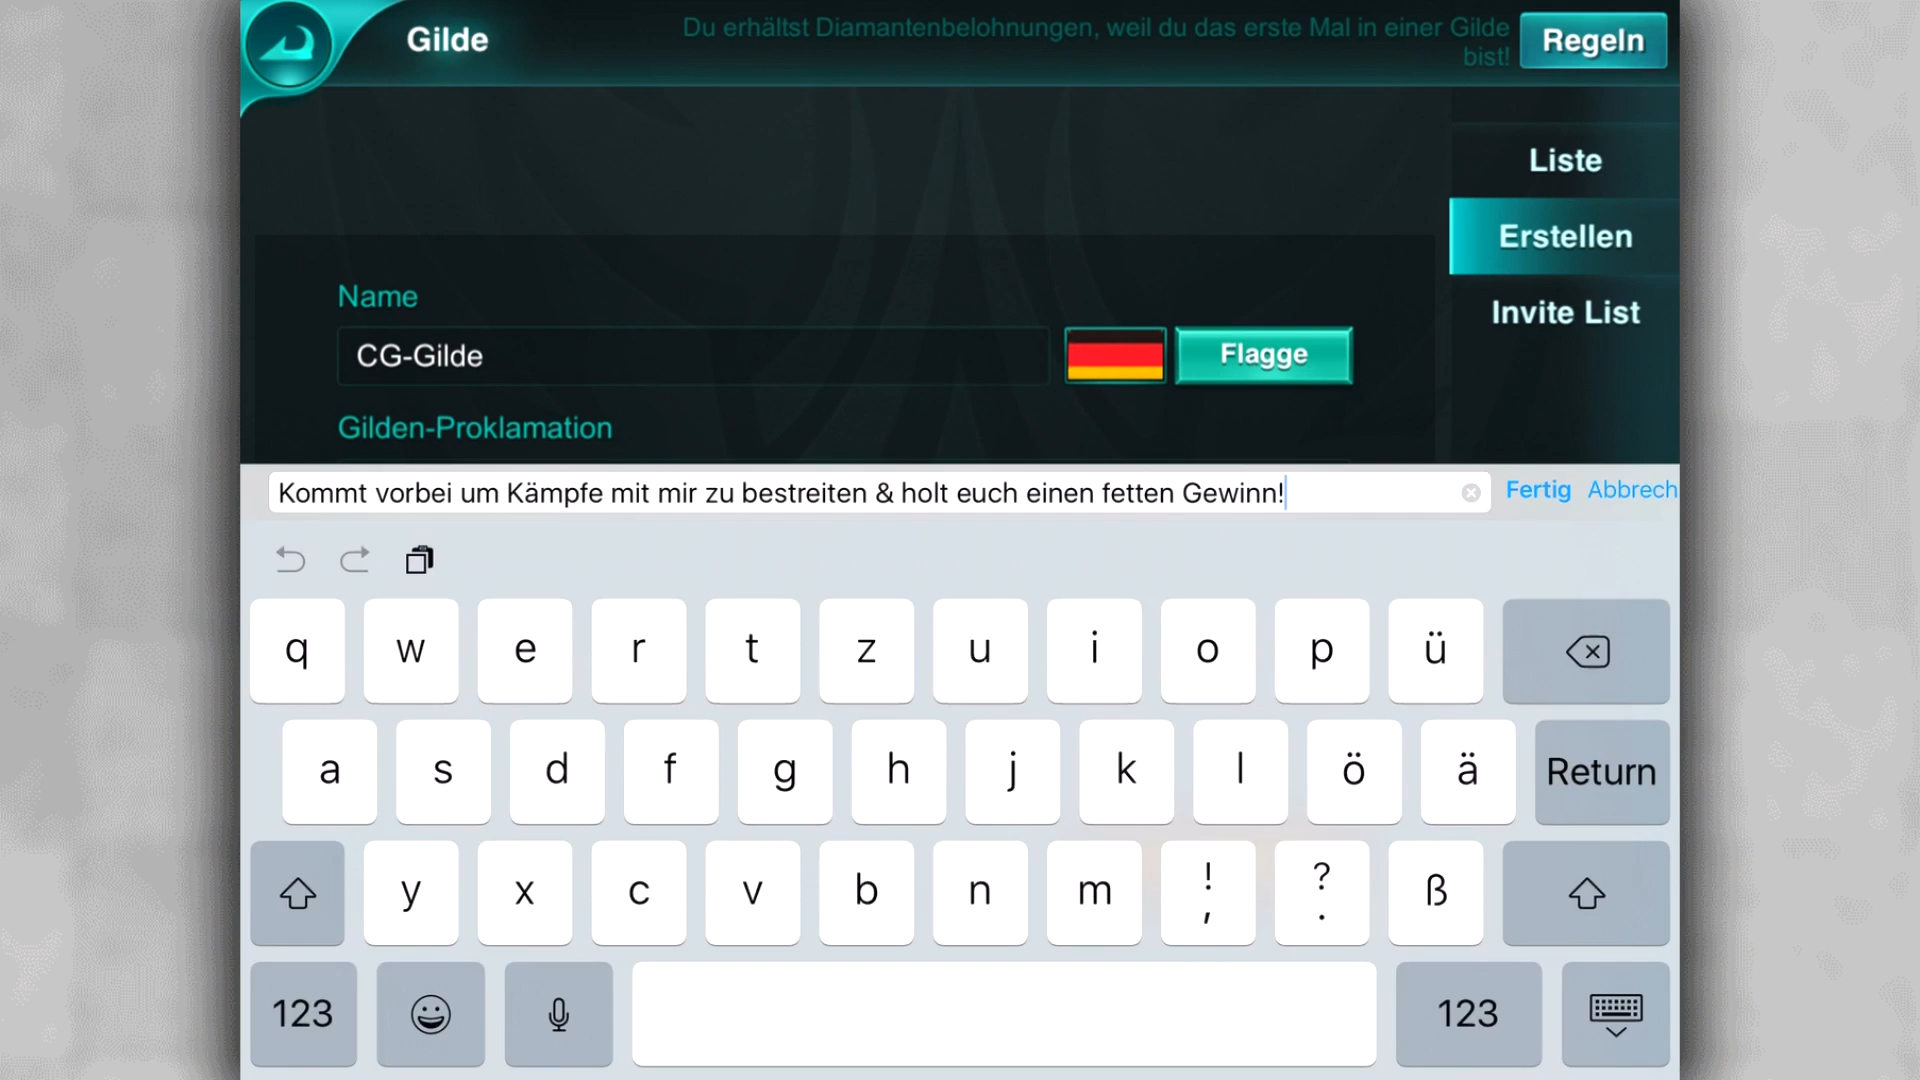 Gilde
Du erhältst Diamantenbelohnungen, weil du das erste Mal in einer Gilde
bist!
Regeln
Liste
Erstellen
Invite List
Name
CG-Gilde
Flagge
Gilden-Proklamation
Kommt vorbei um Kämpfe mit mir zu bestreiten & holt euch einen fetten Gewinn!
Fertig Abbrech
q w e r t z u i o p ü
a s d f g h j k l ö ä Return
y x c v b n m ! , ? . ß
123 123